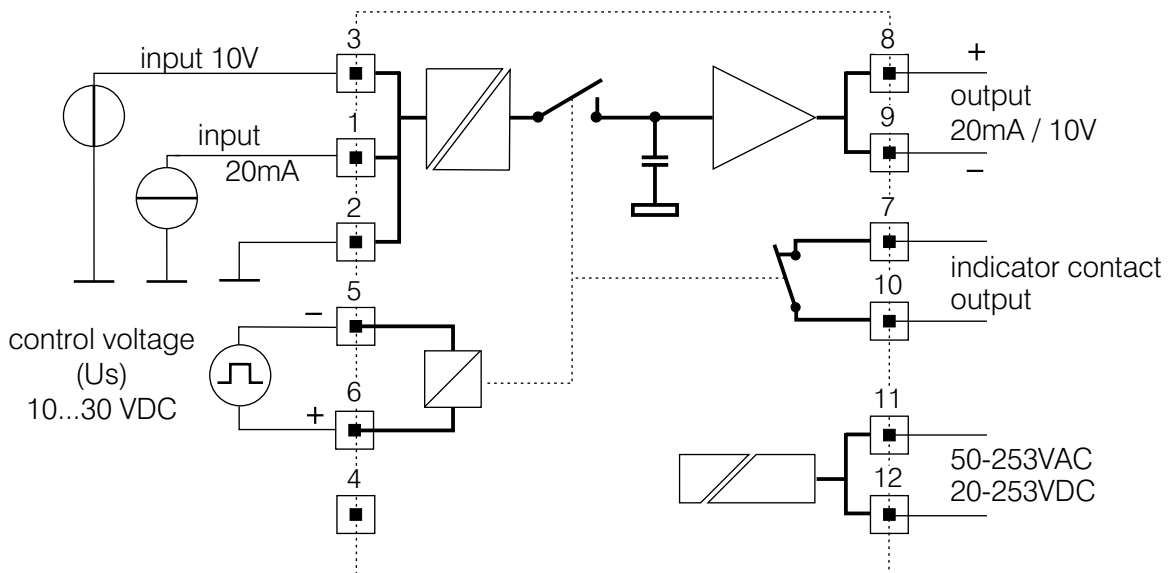 3
input 10V
1
input
20mA
2
5
−
control voltage
(Us)
10...30 VDC
6
+
4
8
+
output
20mA / 10V
9
−
7
indicator contact
output
10
11
50-253VAC
20-253VDC
12